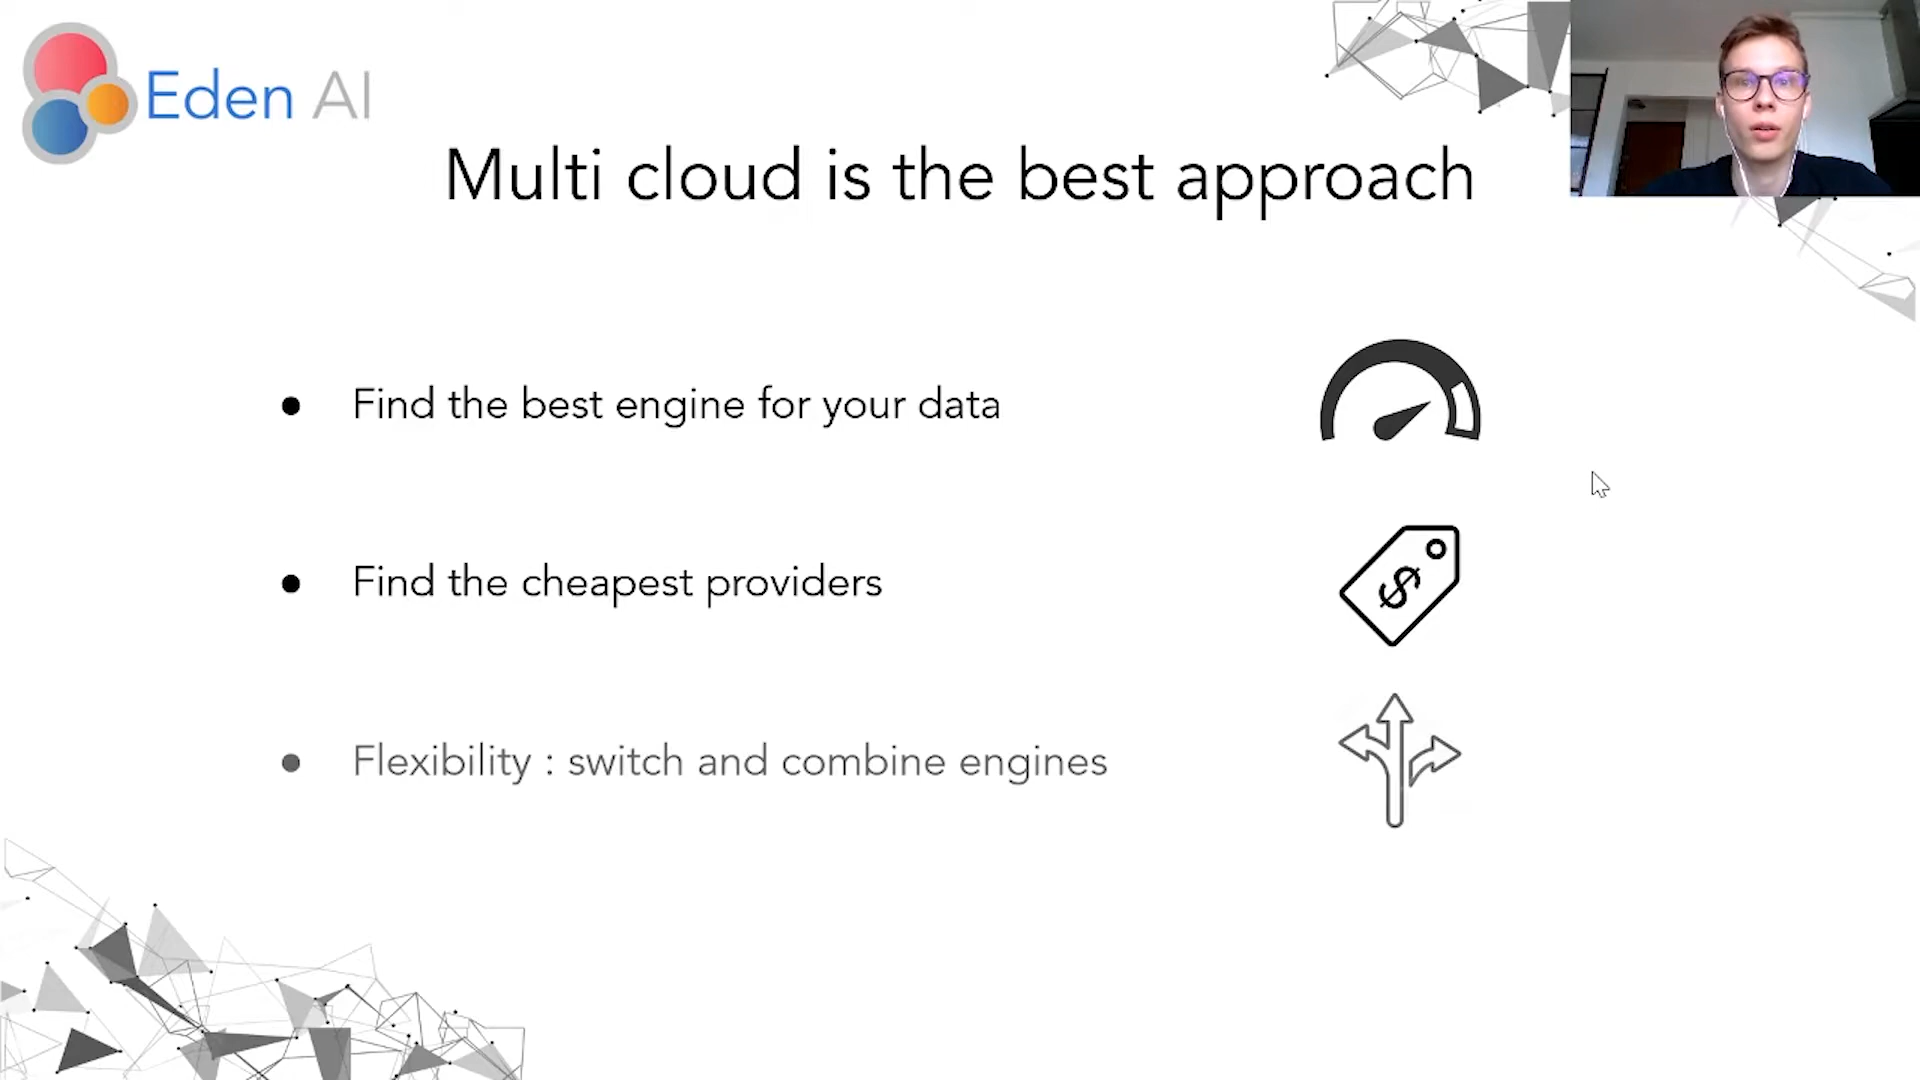 Eden AI
Multi cloud is the best approach
● Find the best engine for your data
● Find the cheapest providers
$
● Flexibility : switch and combine engines